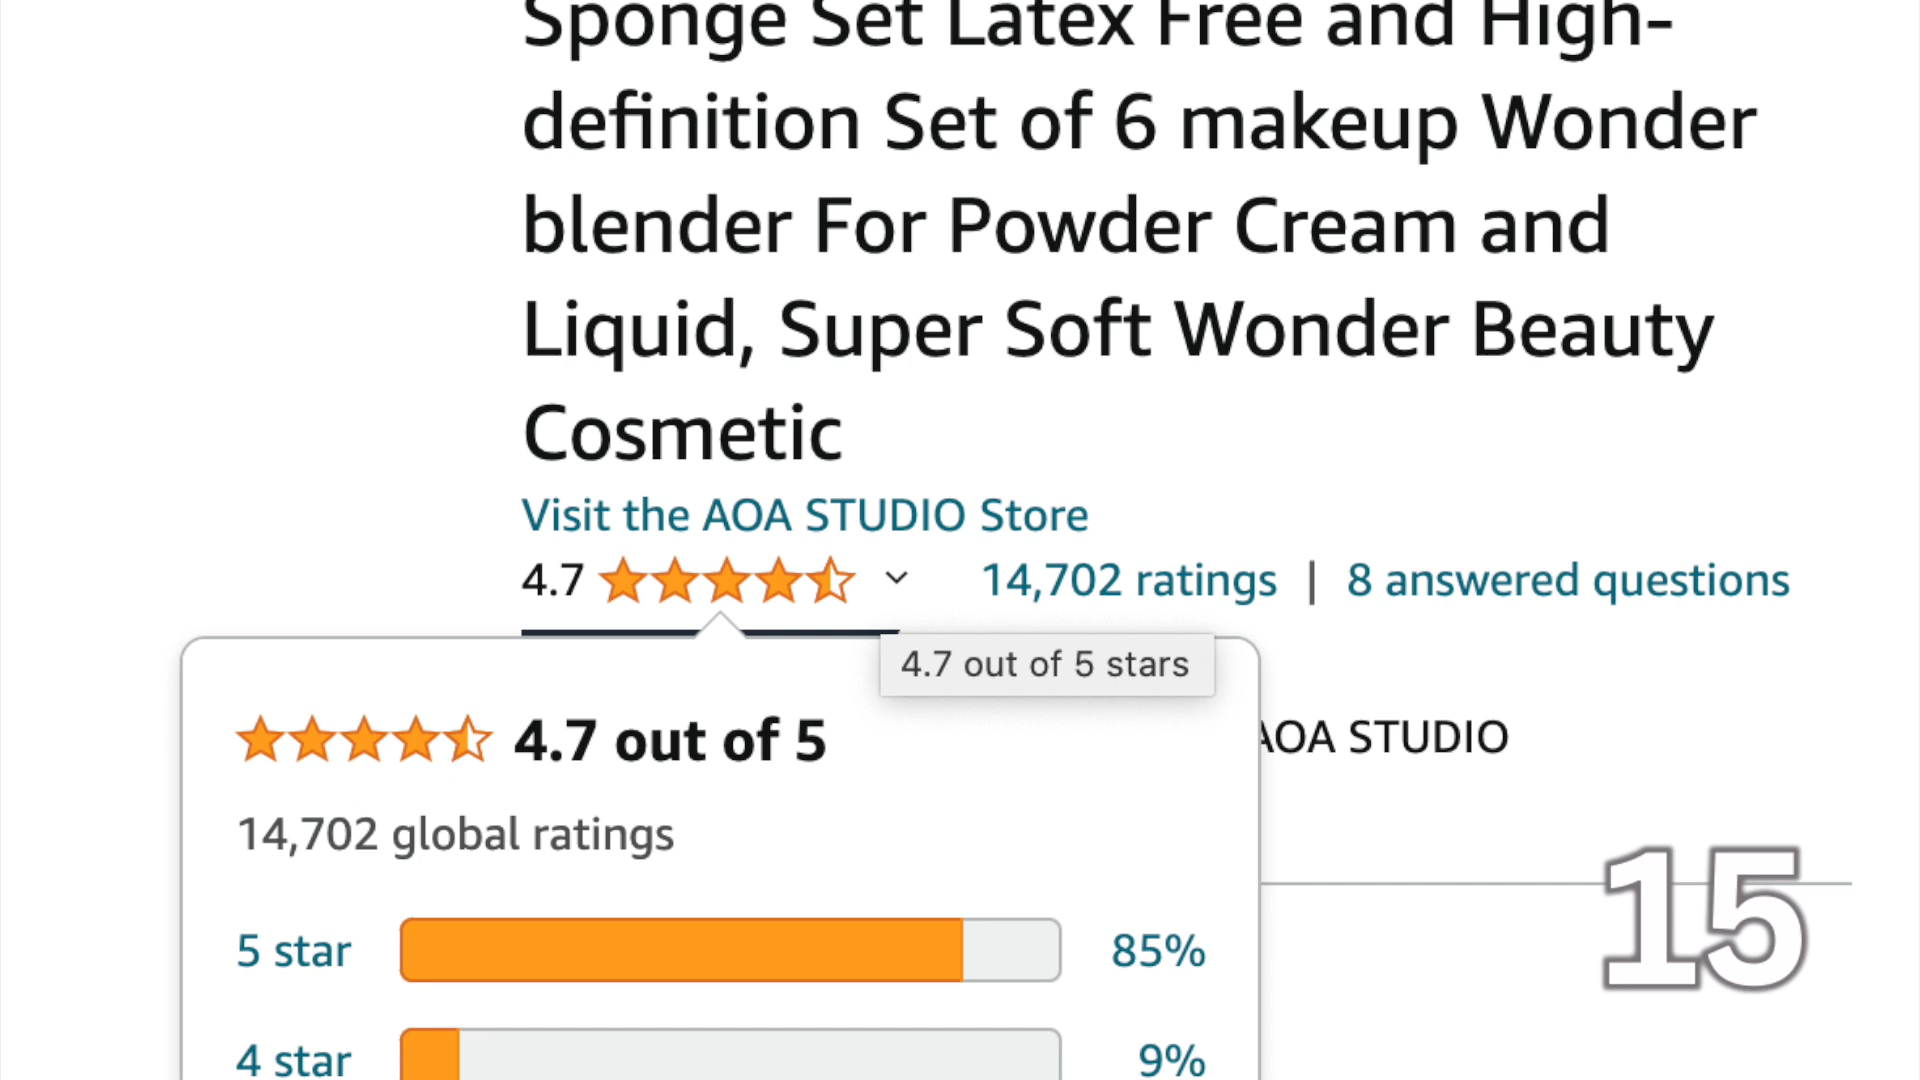 Sponge Set Latex Free and High-
definition Set of 6 makeup Wonder
blender For Powder Cream and
Liquid, Super Soft Wonder Beauty
Cosmetic
Visit the AOA STUDIO Store
4.7 14,702 ratings | 8 answered questions
4.7 out of 5 stars
4.7 out of 5
AOA STUDIO
14,702 global ratings
15
5 star 85%
4 star 9%